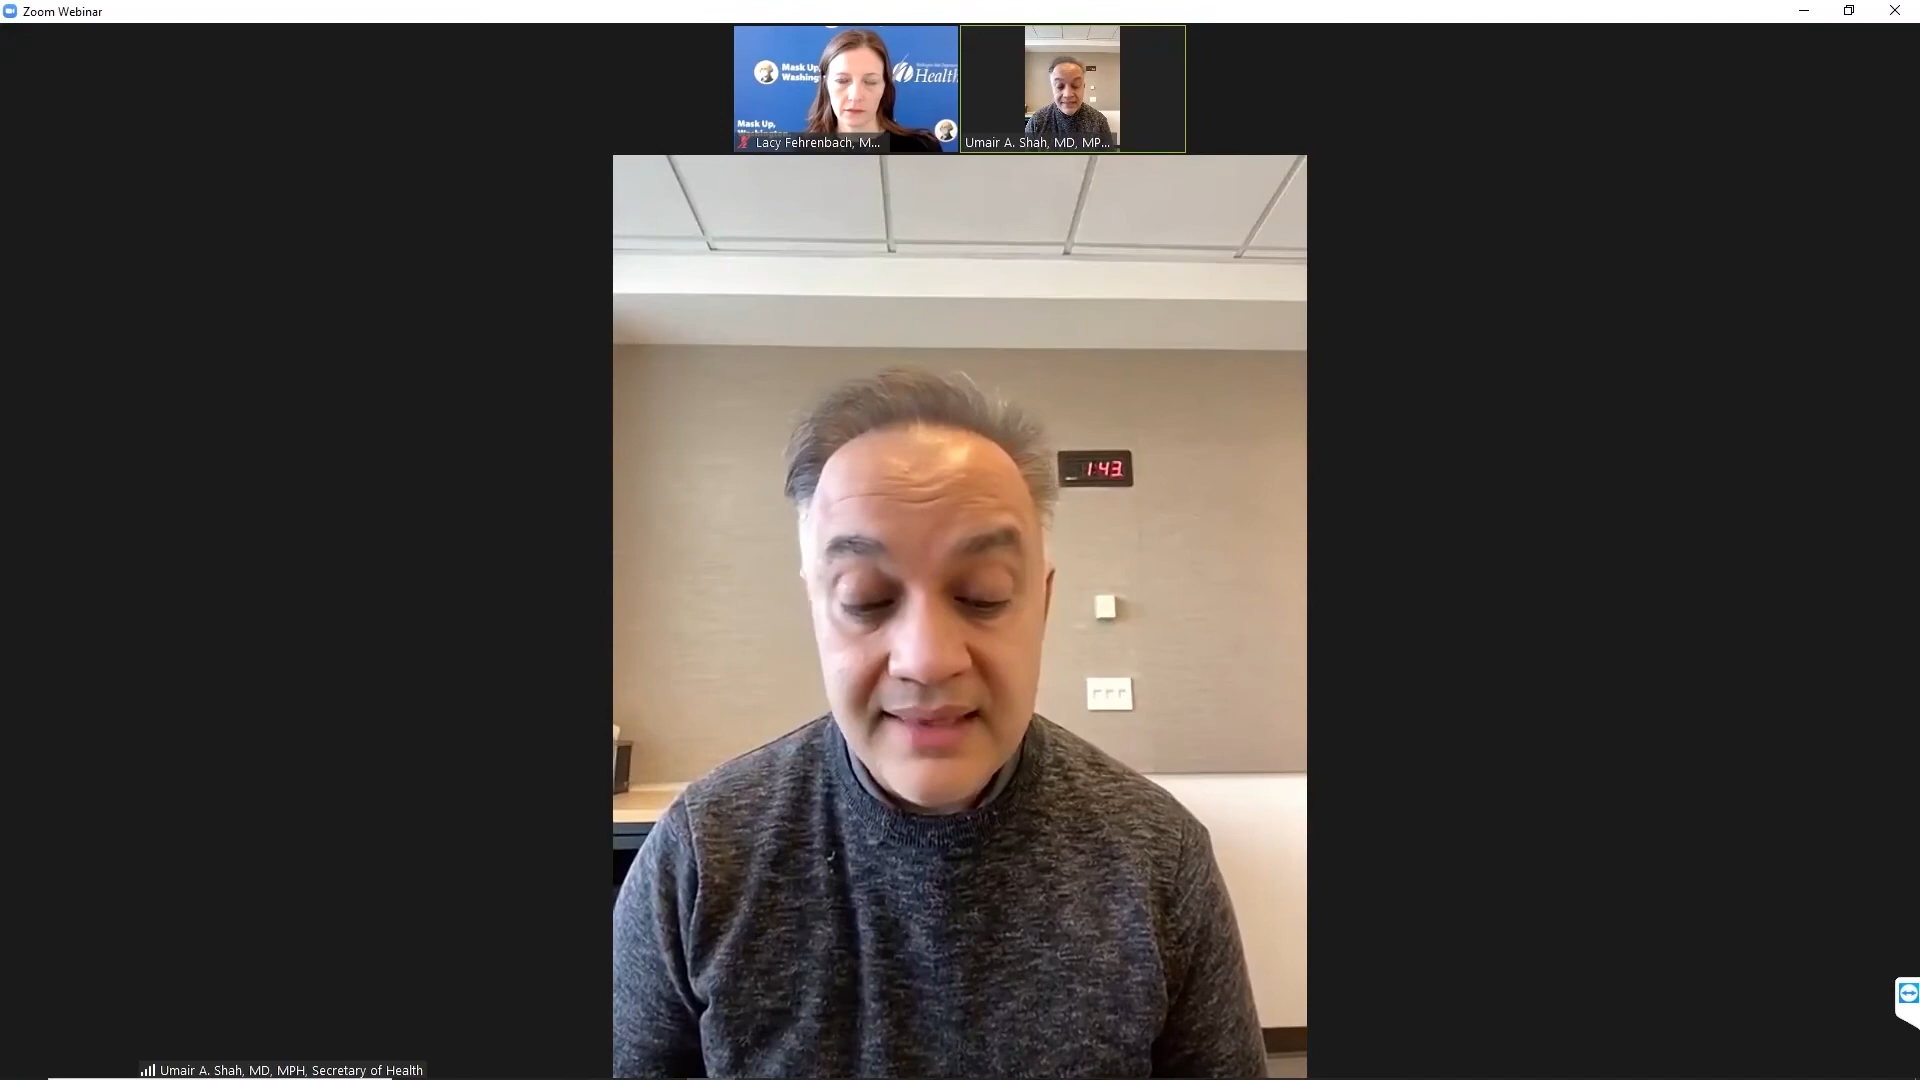 Zoom Webinar
Mask Up,
Washing
Health
Mask Up,
Washington
Lacy Fehrenbach, M...
Umair A. Shah, MD, MP...
1:43
Umair A. Shah, MD, MPH, Secretary of Health